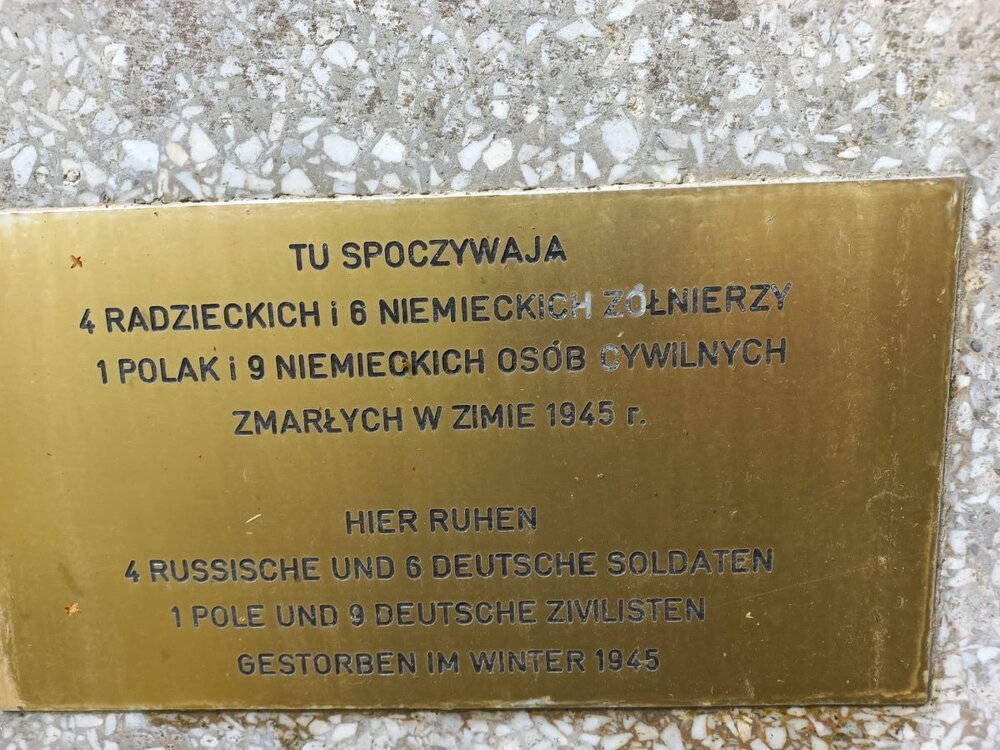 TU SPOCZYWAJA
4 RADZIECKICH i 6 NIEMIECKICH ŻÓŁNIERZY
1 POLAK i 9 NIEMIECKICH OSÓB CYWILNYCH
ZMARŁYCH W ZIMIE 1945 r.
HIER RUHEN
4 RUSSISCHE UND 6 DEUTSCHE SOLDATEN
1 POLE UND 9 DEUTSCHE ZIVILISTEN
GESTORBEN IM WINTER 1945